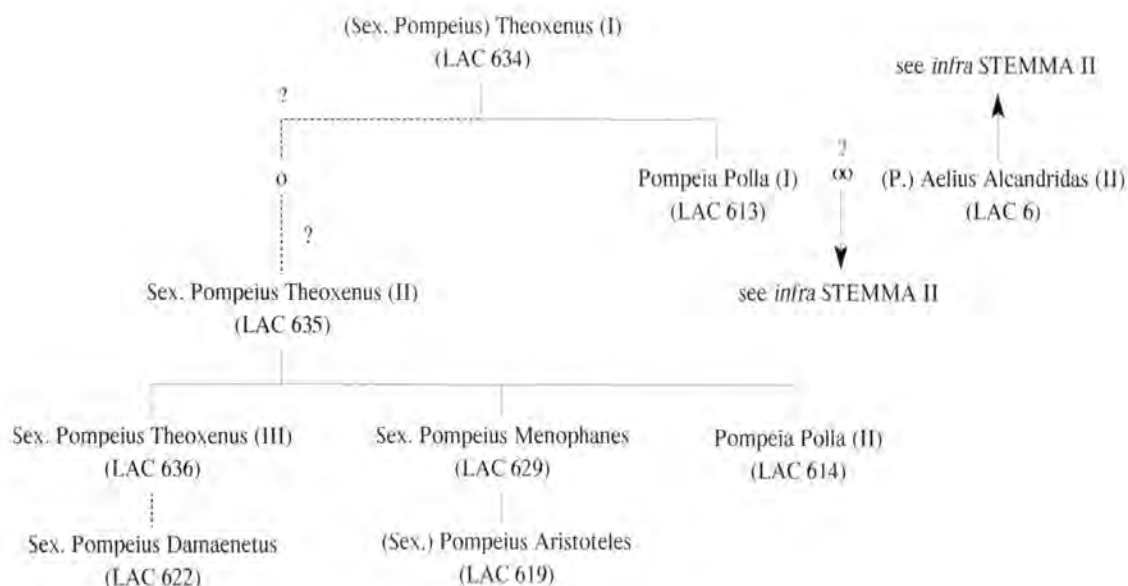 (Sex. Pompeius) Theoxenus (I)
(LAC 634)
see infra STEMMA II
?
?
o
Pompeia Polla (I)
(LAC 613)
oo
(P.) Aelius Alcandridas (II)
(LAC 6)
?
Sex. Pompeius Theoxenus (II)
(LAC 635)
see infra STEMMA II
Sex. Pompeius Theoxenus (III)
(LAC 636)
Sex. Pompeius Menophanes
(LAC 629)
Pompeia Polla (II)
(LAC 614)
Sex. Pompeius Damaenetus
(LAC 622)
(Sex.) Pompeius Aristoteles
(LAC 619)